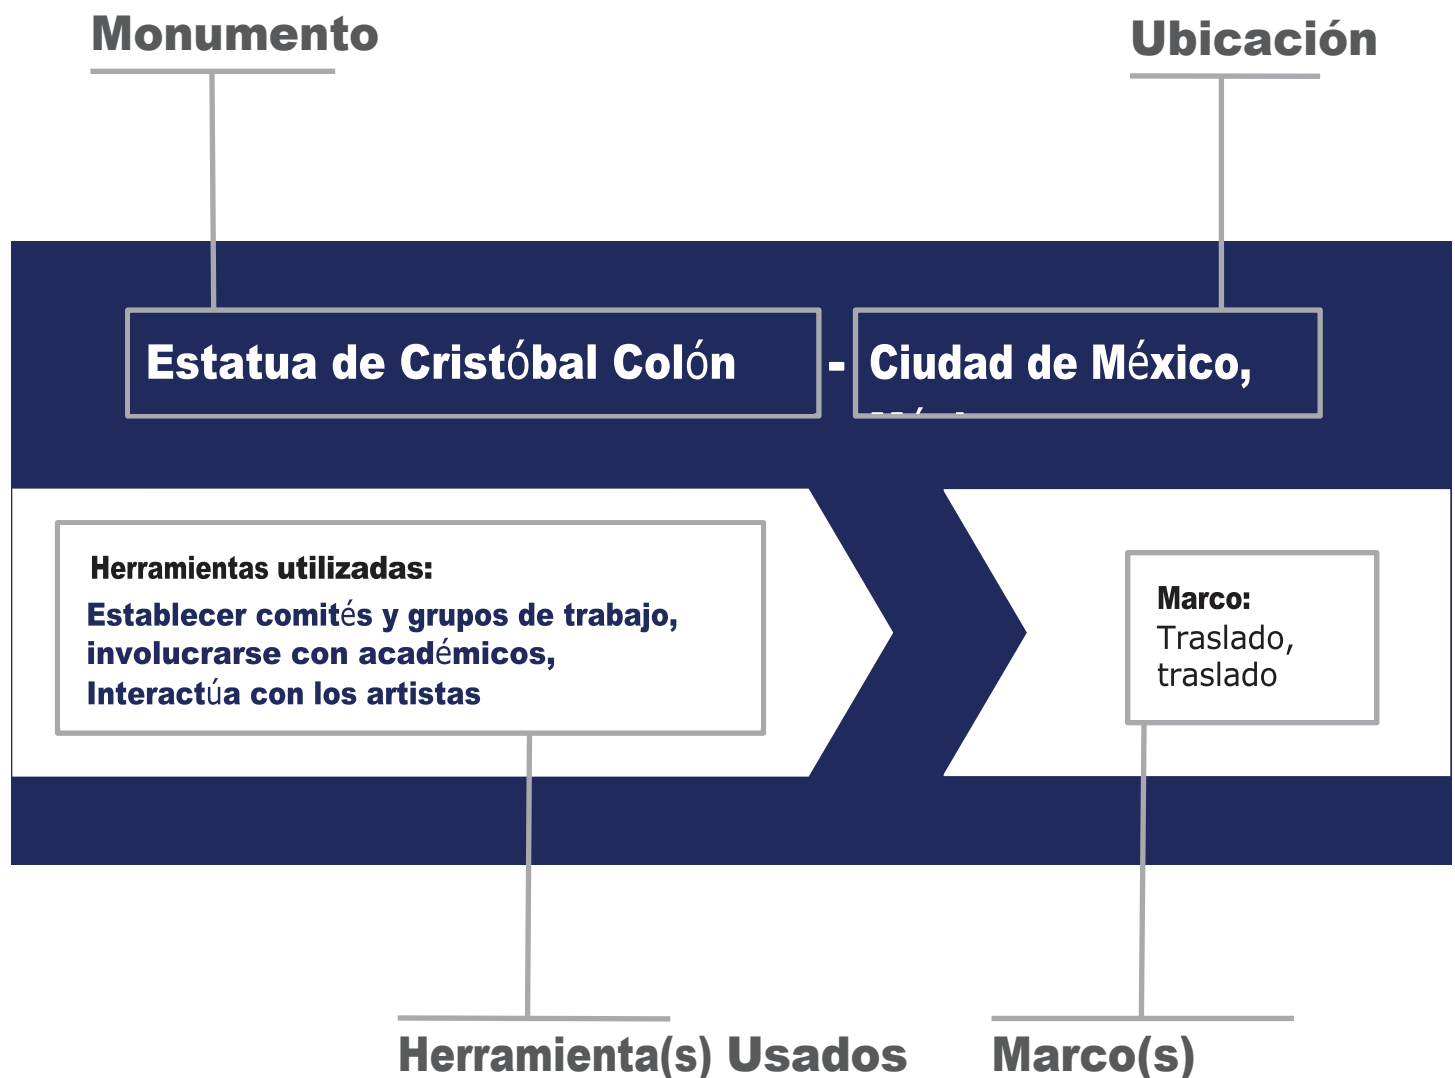 Monumento
Ubicación
Estatua de Cristóbal Colón - Ciudad de México,
Herramientas utilizadas:
Establecer comités y grupos de trabajo,
involucrarse con académicos,
Interactúa con los artistas
Marco:
Traslado,
traslado
Herramienta(s) Usados
Marco(s)